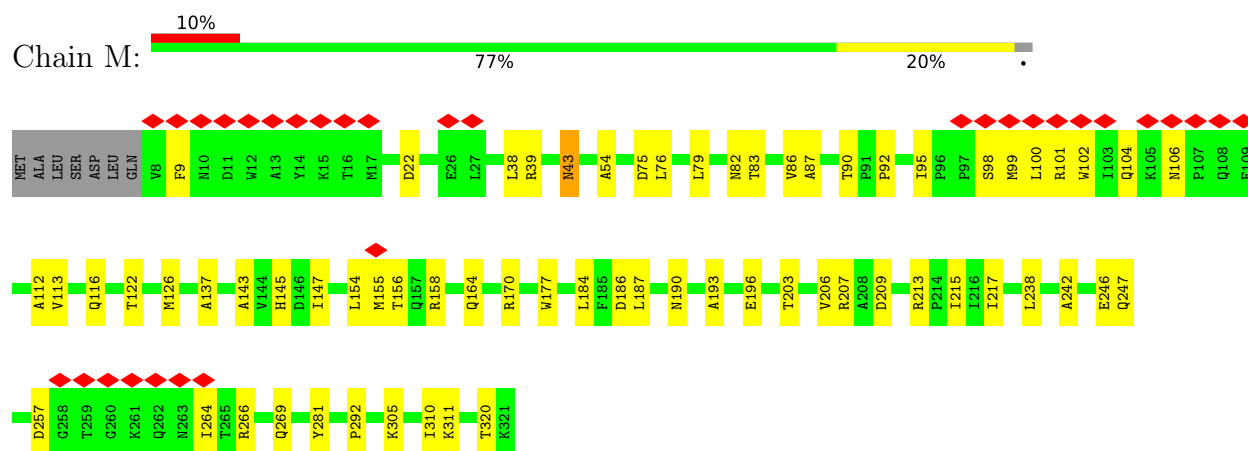 10%
Chain M:
77% 20% •
MET ALA LEU SER ASP LEU GLN V8 F9 N10 D11 W12 A13 Y14 K15 T16 M17 D22 E26 L27 L38 R39 N43 A54 D75 L76 L79 N82 T83 V86 A87 T90 P91 P92 I95 P96 P97 S98 M99 L100 R101 W102 I103 Q104 K105 N106 P107 Q108 E109
A112 V113 Q116 T122 M126 A137 A143 V144 H145 D146 I147 L154 M155 T156 Q157 R158 Q164 R170 W177 L184 F185 D186 L187 N190 A193 E196 T203 V206 R207 A208 D209 R213 P214 I215 I216 I217 L238 A242 E246 Q247
D257 G258 T259 G260 K261 Q262 N263 I264 T265 R266 Q269 Y281 P292 K305 I310 K311 T320 K321